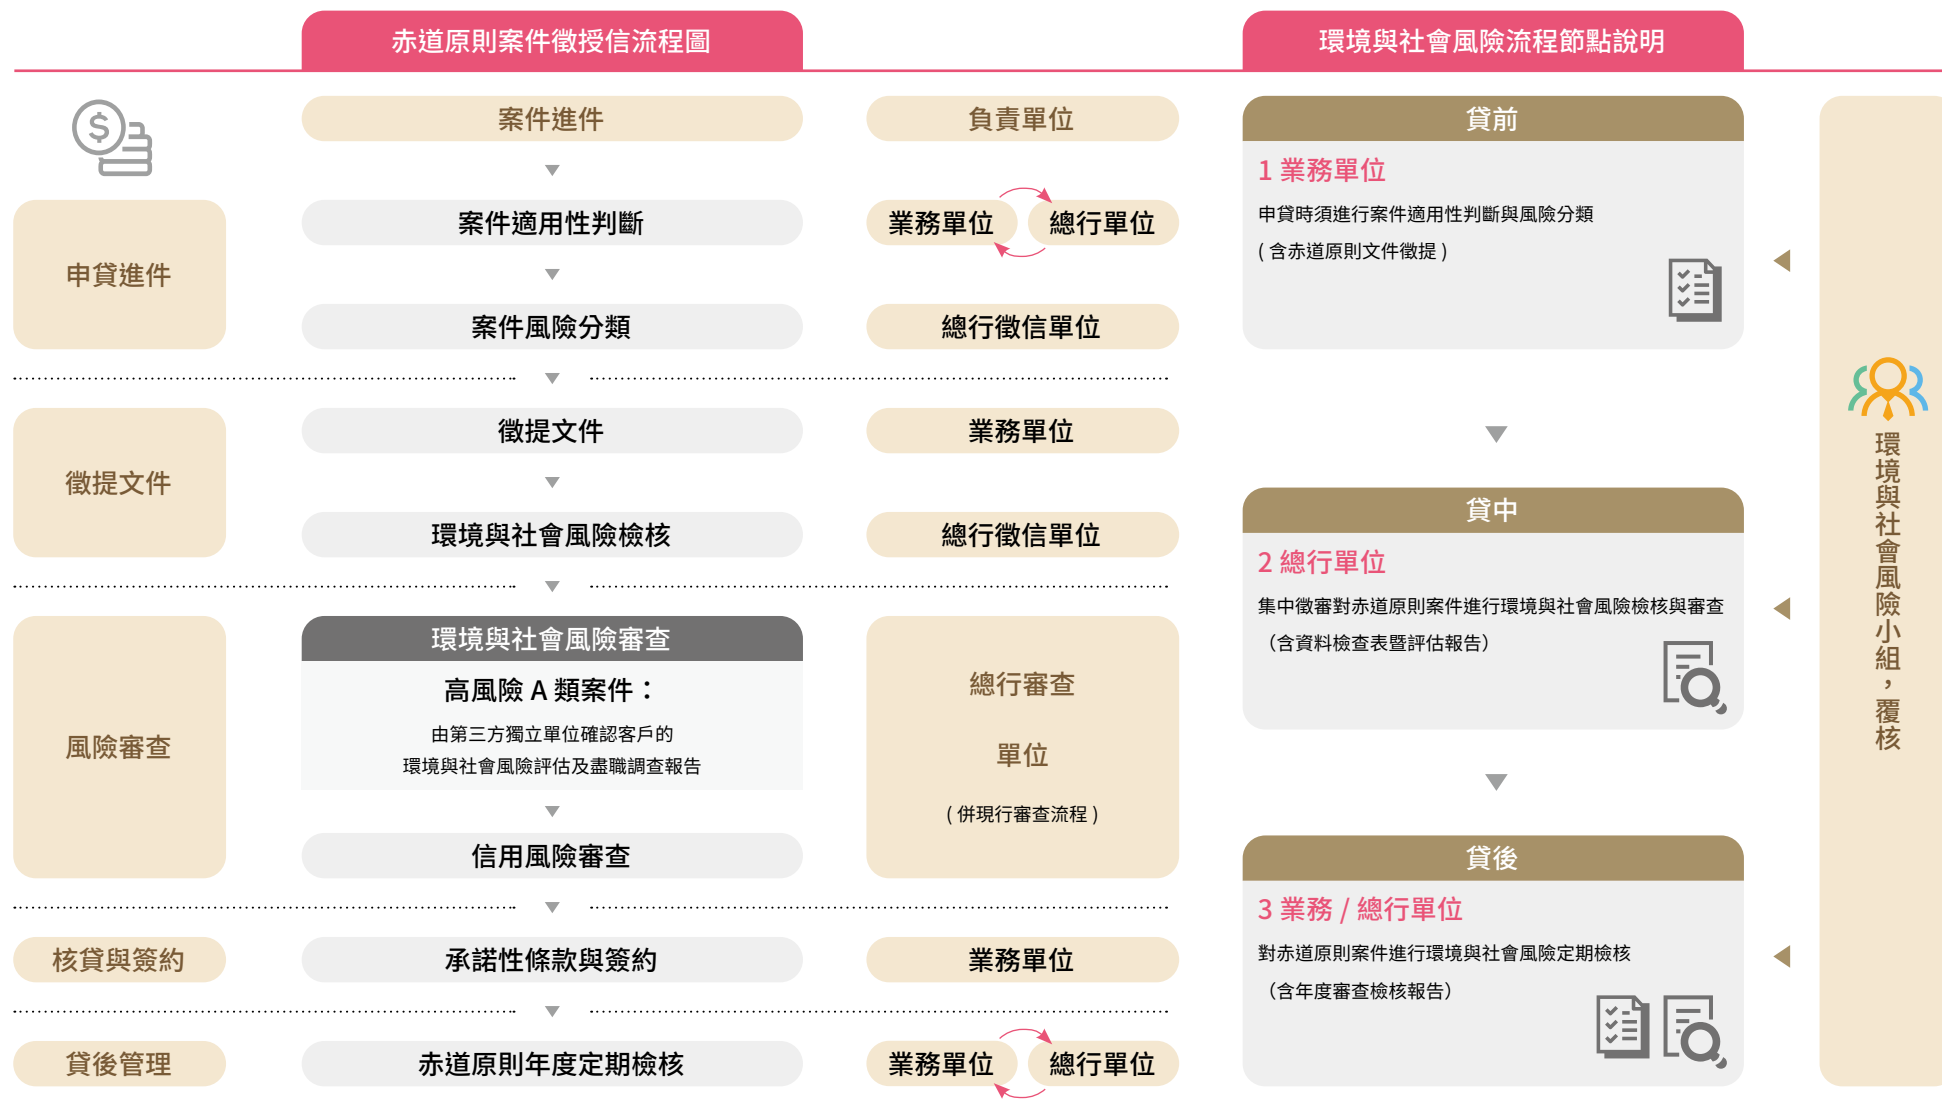 赤道原則案件徵授信流程圖
環境與社會風險流程節點說明
案件進件
負責單位
申貸進件
案件適用性判斷
業務單位
總行單位
案件風險分類
總行徵信單位
徵提文件
徵提文件
業務單位
環境與社會風險檢核
總行徵信單位
風險審查
環境與社會風險審查
高風險 A 類案件：
由第三方獨立單位確認客戶的
環境與社會風險評估及盡職調查報告
信用風險審查
總行審查
單位
( 併現行審查流程 )
核貸與簽約
承諾性條款與簽約
業務單位
貸後管理
赤道原則年度定期檢核
業務單位
總行單位
貸前
1 業務單位
申貸時須進行案件適用性判斷與風險分類
( 含赤道原則文件徵提 )
貸中
2 總行單位
集中徵審對赤道原則案件進行環境與社會風險檢核與審查
（含資料檢查表暨評估報告）
貸後
3 業務 / 總行單位
對赤道原則案件進行環境與社會風險定期檢核
（含年度審查檢核報告）
環境與社會風險小組，覆核